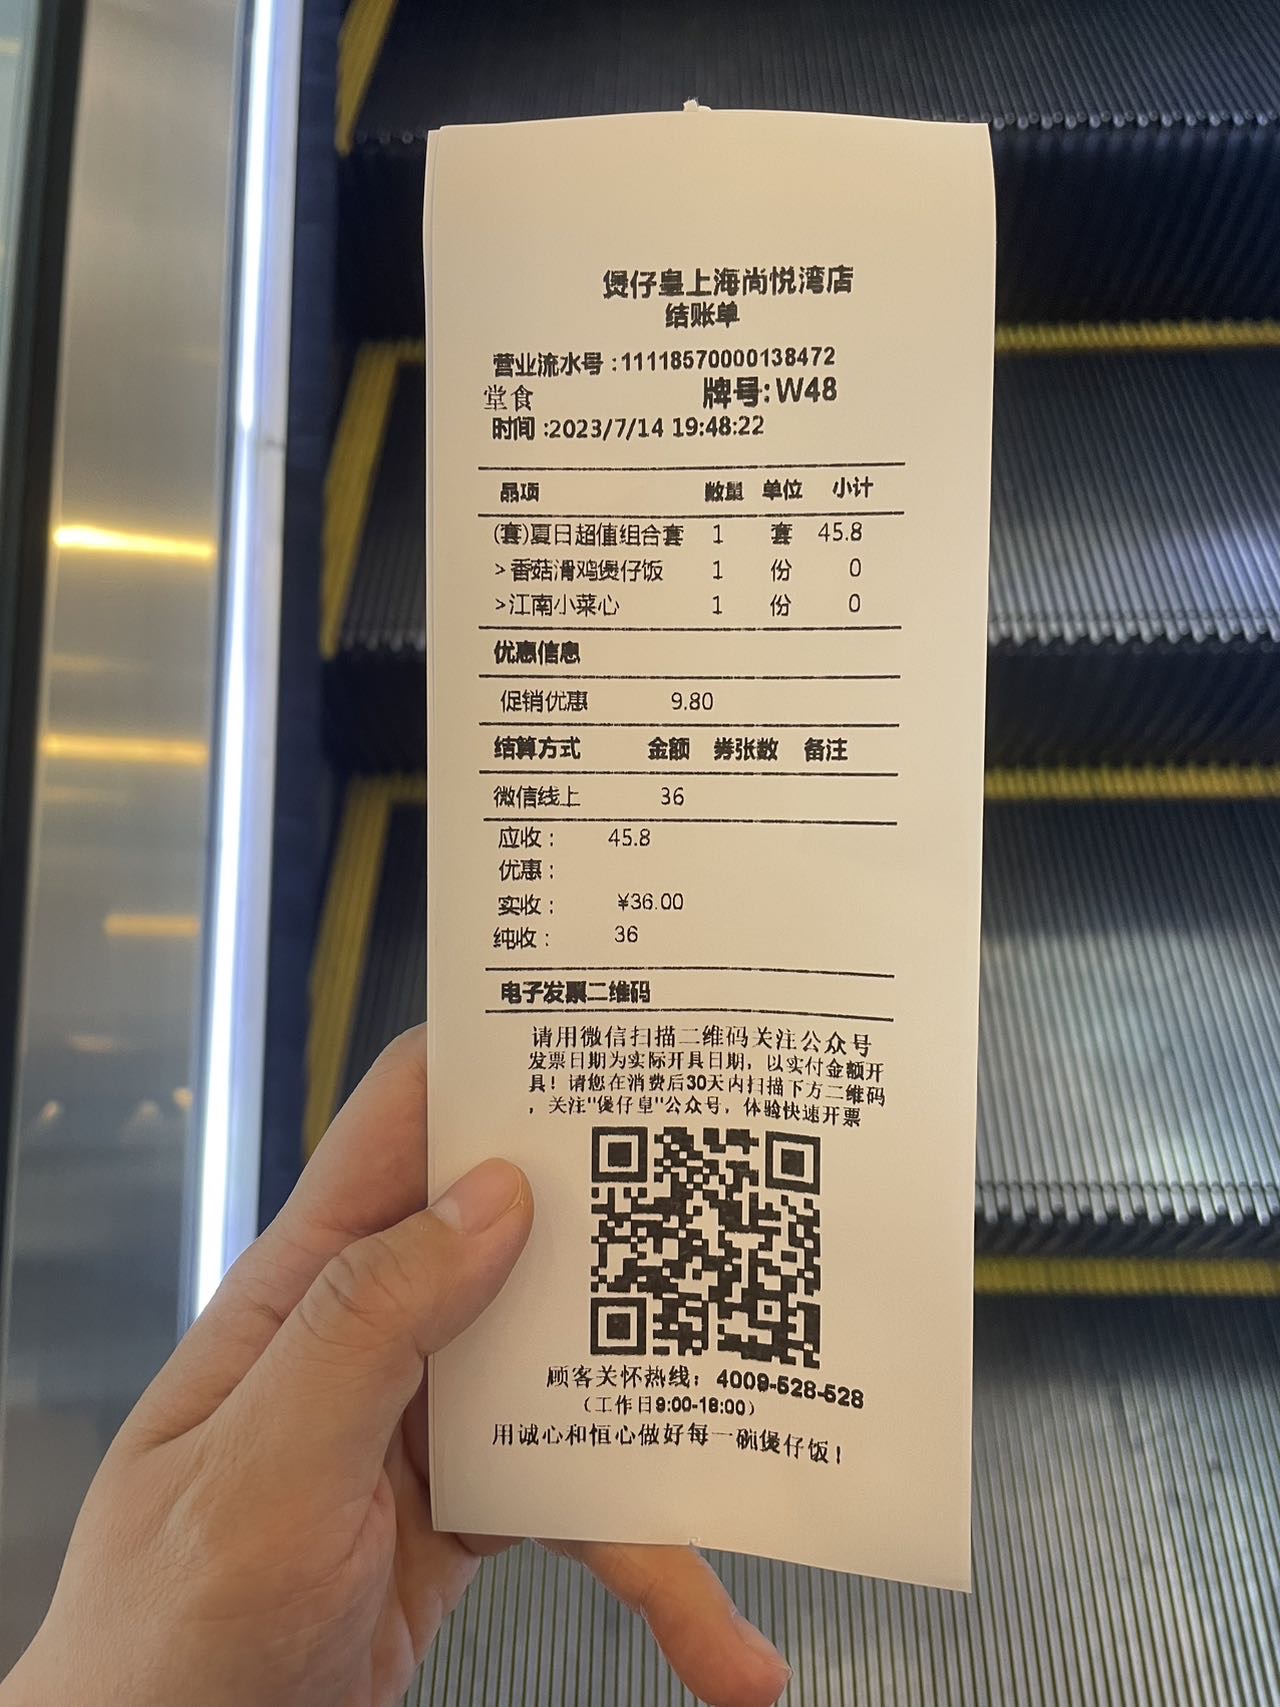 煲仔皇上海尚悦湾店
结账单
营业流水号:11118570000138472
堂食 牌号:W48
时间:2023/7/14 19:48:22
品项 数量 单位 小计
(套)夏日超值组合套 1 套 45.8
>香菇滑鸡煲仔饭 1 份 0
>江南小菜心 1 份 0
优惠信息
促销优惠 9.80
结算方式 金额 券张数 备注
微信线上 36
应收: 45.8
优惠:
实收: ¥36.00
纯收: 36
电子发票二维码
请用微信扫描二维码关注公众号
发票日期为实际开具日期，以实付金额开
具！请您在消费后30天内扫描下方二维码
，关注"煲仔皇"公众号，体验快速开票
顾客关怀热线：4009-528-528
（工作日9:00-18:00）
用诚心和恒心做好每一碗煲仔饭！